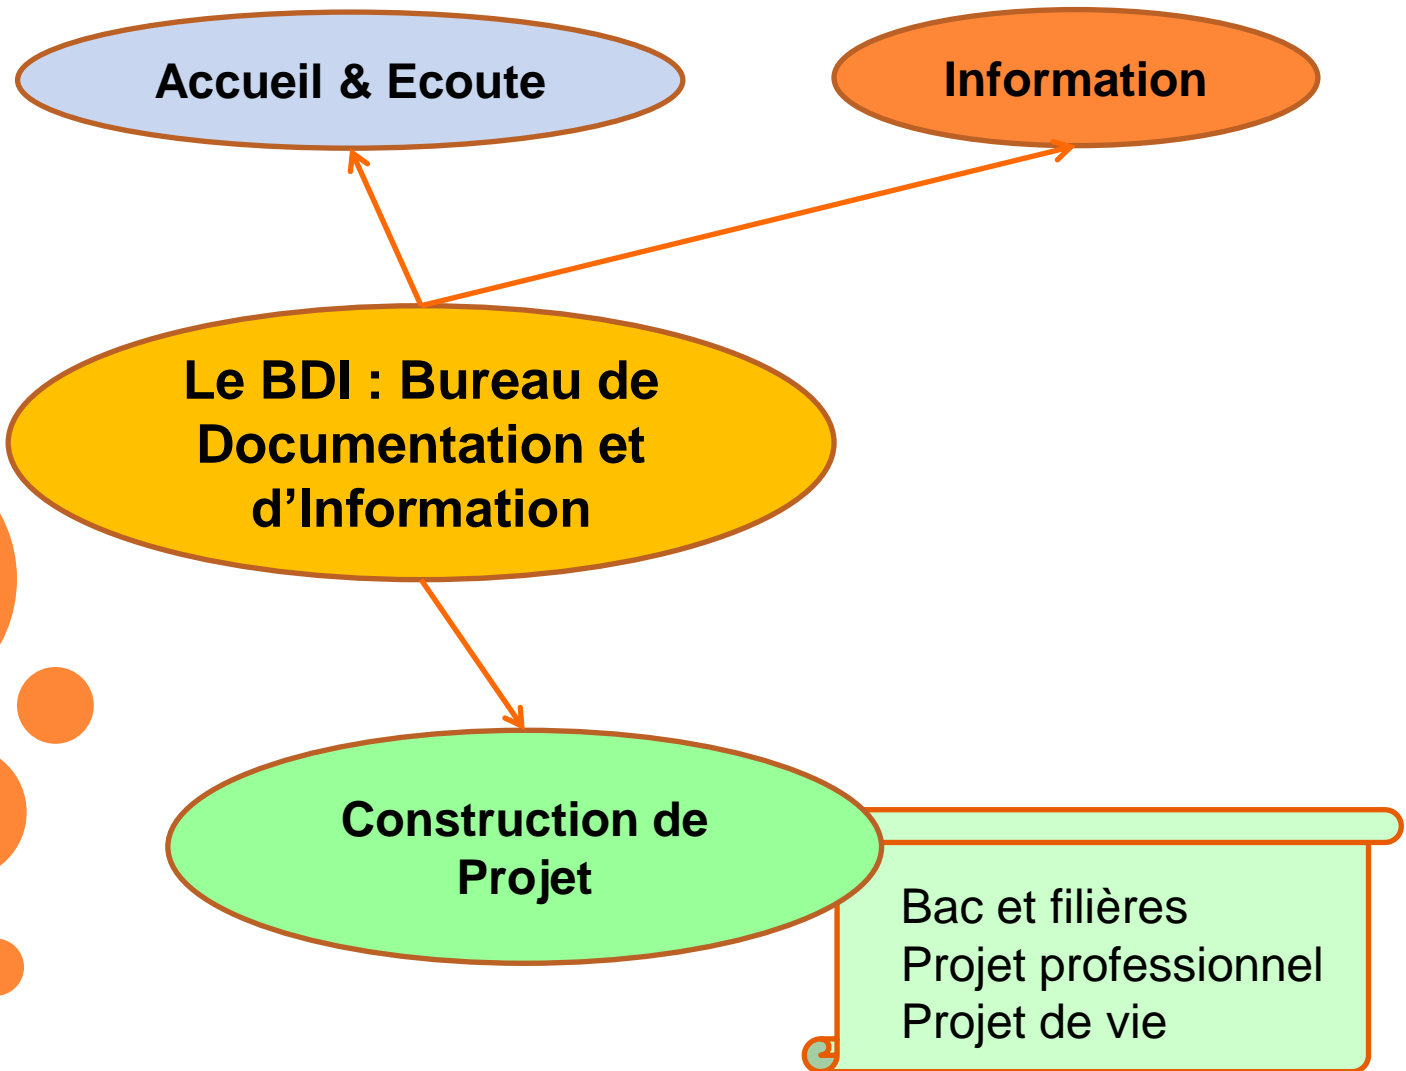 Accueil & Ecoute
Information
Le BDI : Bureau de
Documentation et
d’Information
Construction de
Projet
Bac et filières
Projet professionnel
Projet de vie